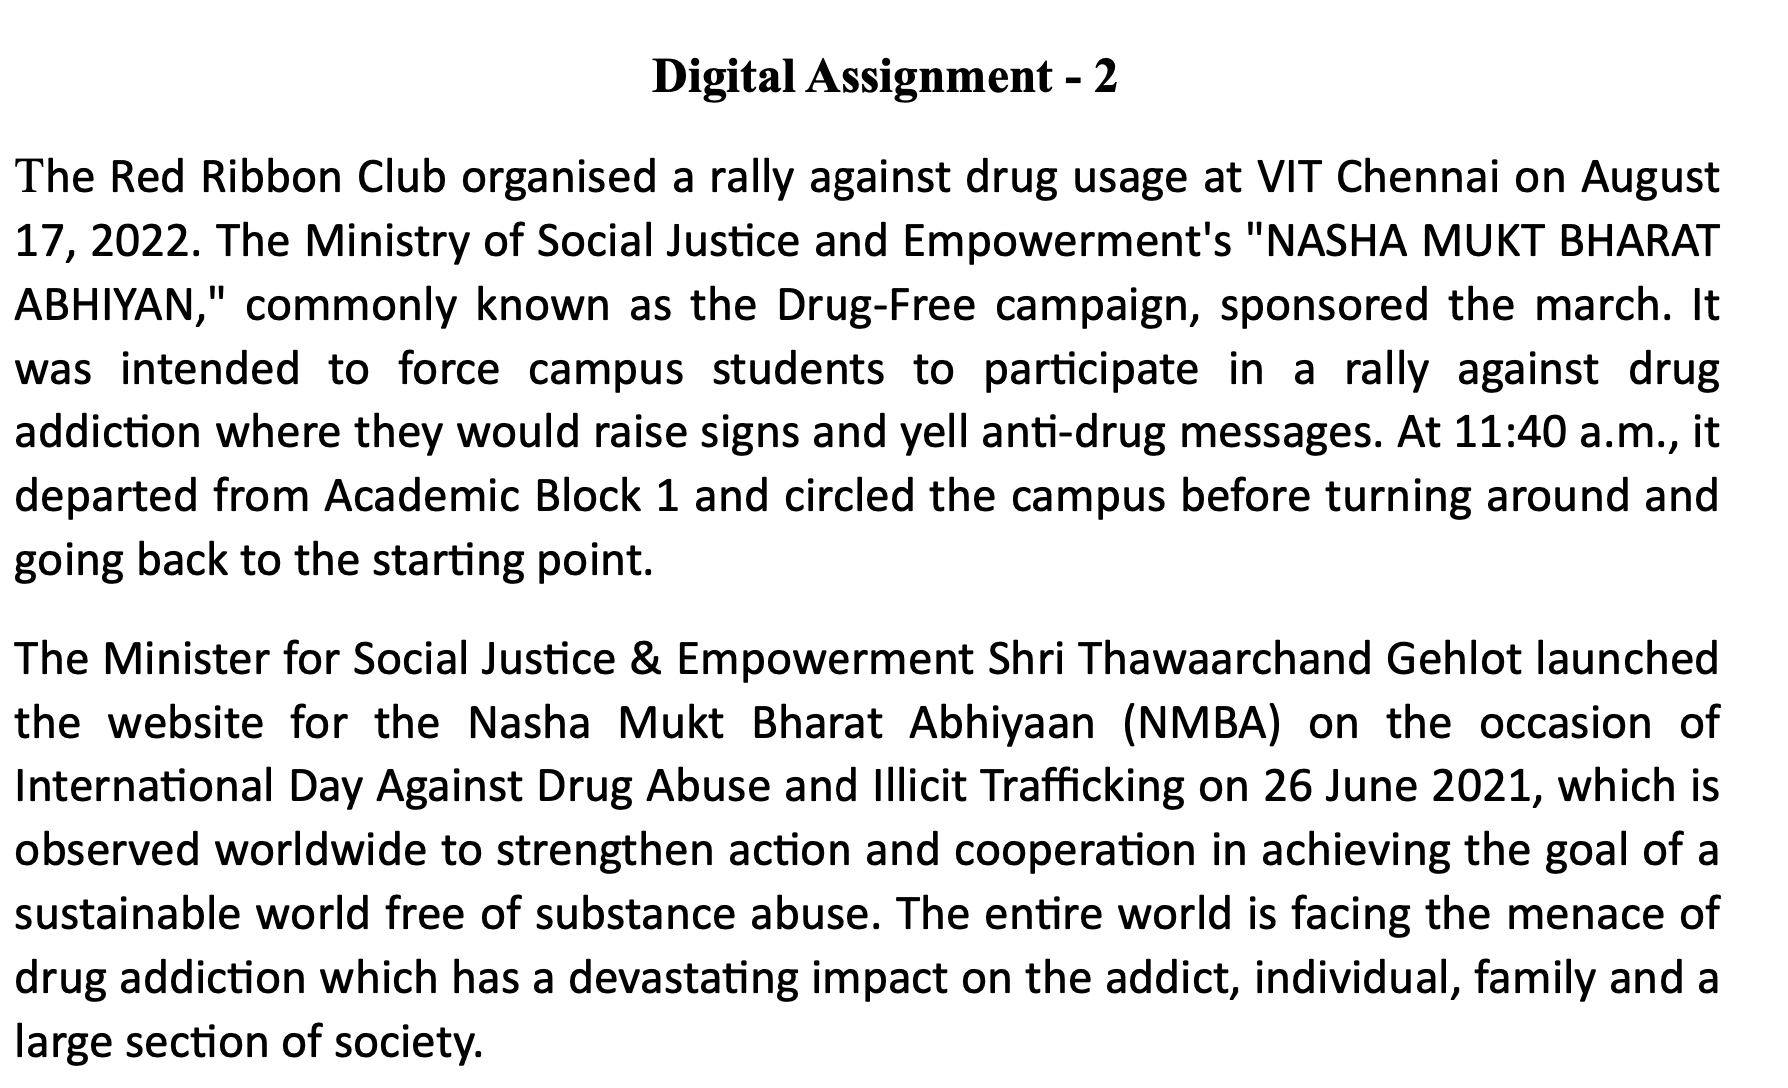 Digital Assignment - 2
The Red Ribbon Club organised a rally against drug usage at VIT Chennai on August
17, 2022. The Ministry of Social Justice and Empowerment's "NASHA MUKT BHARAT
ABHIYAN," commonly known as the Drug-Free campaign, sponsored the march. It
was intended to force campus students to participate in a rally against drug
addiction where they would raise signs and yell anti-drug messages. At 11:40 a.m., it
departed from Academic Block 1 and circled the campus before turning around and
going back to the starting point.
The Minister for Social Justice & Empowerment Shri Thawaarchand Gehlot launched
the website for the Nasha Mukt Bharat Abhiyaan (NMBA) on the occasion of
International Day Against Drug Abuse and Illicit Trafficking on 26 June 2021, which is
observed worldwide to strengthen action and cooperation in achieving the goal of a
sustainable world free of substance abuse. The entire world is facing the menace of
drug addiction which has a devastating impact on the addict, individual, family and a
large section of society.